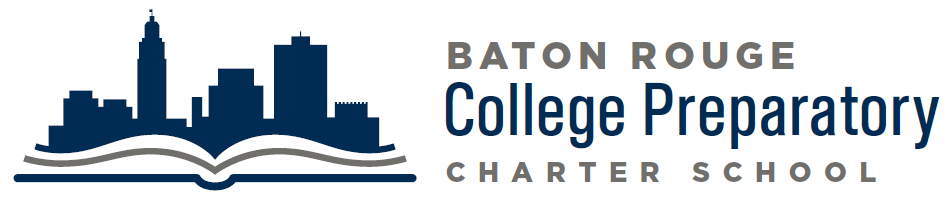 BATON ROUGE
College Preparatory
CHARTER SCHOOL